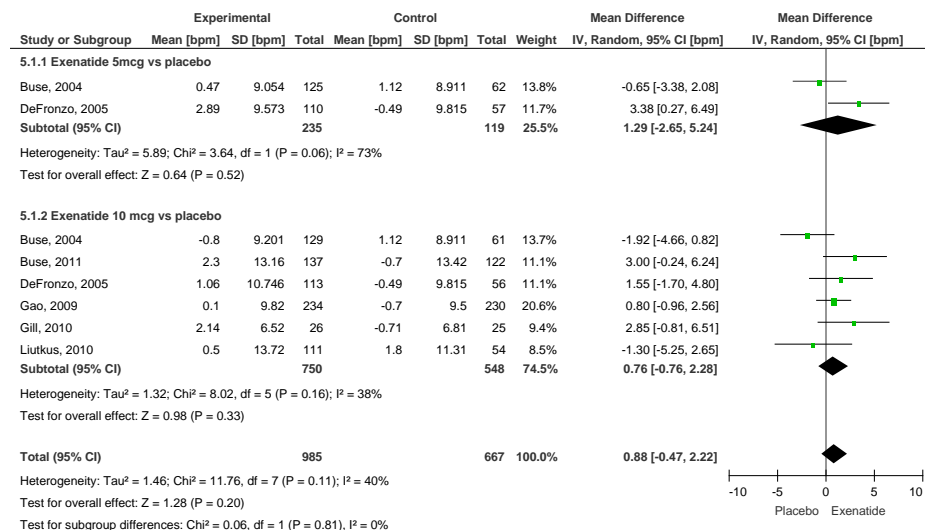 Experimental Control Mean Difference Mean Difference
Study or Subgroup Mean [bpm] SD [bpm] Total Mean [bpm] SD [bpm] Total Weight IV, Random, 95% CI [bpm] IV, Random, 95% CI [bpm]
5.1.1 Exenatide 5mcg vs placebo
Buse, 2004 0.47 9.054 125 1.12 8.911 62 13.8% -0.65 [-3.38, 2.08]
DeFronzo, 2005 2.89 9.573 110 -0.49 9.815 57 11.7% 3.38 [0.27, 6.49]
Subtotal (95% CI) 235 119 25.5% 1.29 [-2.65, 5.24]
Heterogeneity: Tau² = 5.89; Chi² = 3.64, df = 1 (P = 0.06); I² = 73%
Test for overall effect: Z = 0.64 (P = 0.52)
5.1.2 Exenatide 10 mcg vs placebo
Buse, 2004 -0.8 9.201 129 1.12 8.911 61 13.7% -1.92 [-4.66, 0.82]
Buse, 2011 2.3 13.16 137 -0.7 13.42 122 11.1% 3.00 [-0.24, 6.24]
DeFronzo, 2005 1.06 10.746 113 -0.49 9.815 56 11.1% 1.55 [-1.70, 4.80]
Gao, 2009 0.1 9.82 234 -0.7 9.5 230 20.6% 0.80 [-0.96, 2.56]
Gill, 2010 2.14 6.52 26 -0.71 6.81 25 9.4% 2.85 [-0.81, 6.51]
Liutkus, 2010 0.5 13.72 111 1.8 11.31 54 8.5% -1.30 [-5.25, 2.65]
Subtotal (95% CI) 750 548 74.5% 0.76 [-0.76, 2.28]
Heterogeneity: Tau² = 1.32; Chi² = 8.02, df = 5 (P = 0.16); I² = 38%
Test for overall effect: Z = 0.98 (P = 0.33)
Total (95% CI) 985 667 100.0% 0.88 [-0.47, 2.22]
Heterogeneity: Tau² = 1.46; Chi² = 11.76, df = 7 (P = 0.11); I² = 40%
Test for overall effect: Z = 1.28 (P = 0.20)
Test for subgroup differences: Chi² = 0.06, df = 1 (P = 0.81), I² = 0%
-10 -5 0 5 10
Placebo Exenatide